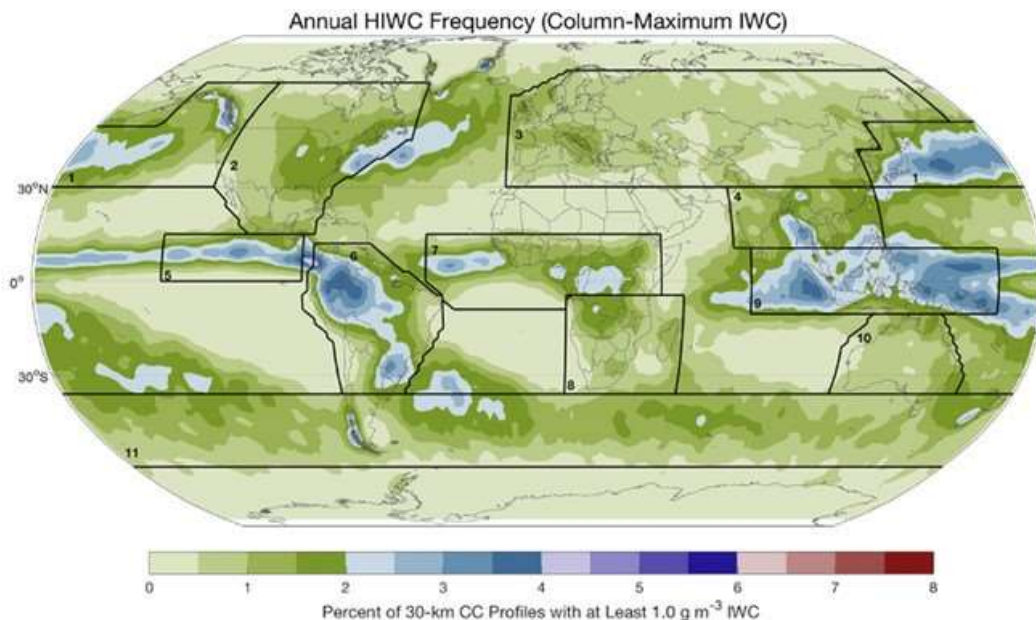 Annual HIWC Frequency (Column-Maximum IWC)
1 2 3 4 1
30°N
5 6 7 9
0°
8 10
30°S
11
0 1 2 3 4 5 6 7 8
Percent of 30-km CC Profiles with at Least 1.0 g m⁻³ IWC